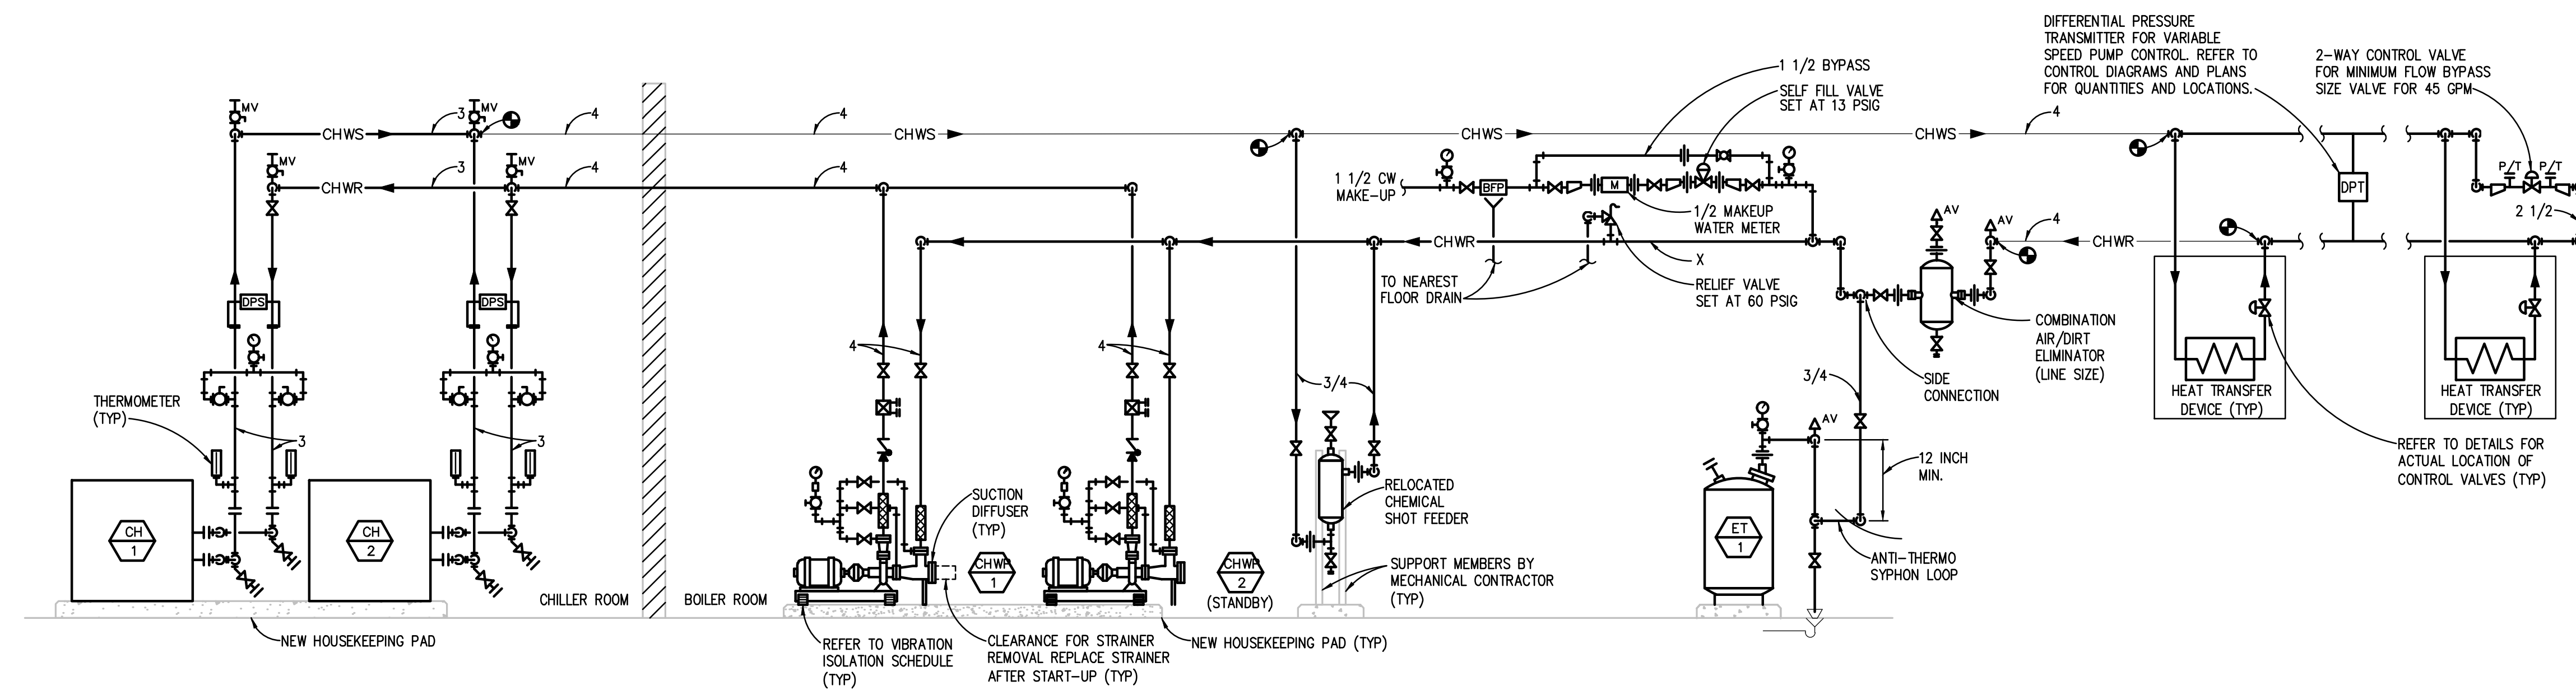 DIFFERENTIAL PRESSURE
TRANSMITTER FOR VARIABLE
SPEED PUMP CONTROL. REFER TO
CONTROL DIAGRAMS AND PLANS
FOR QUANTITIES AND LOCATIONS.
2-WAY CONTROL VALVE
FOR MINIMUM FLOW BYPASS
SIZE VALVE FOR 45 GPM
1 1/2 BYPASS
SELF FILL VALVE
SET AT 13 PSIG
MV
MV
3
4
4
4
CHWS
CHWS
CHWS
CHWS
MV
MV
3
4
4
CHWR
1 1/2 CW
MAKE-UP
BFP
M
1/2 MAKEUP
WATER METER
DPT
P/T
P/T
2 1/2
AV
AV
4
CHWR
CHWR
X
TO NEAREST
FLOOR DRAIN
RELIEF VALVE
SET AT 60 PSIG
DPS
DPS
4
4
3/4
3/4
COMBINATION
AIR/DIRT
ELIMINATOR
(LINE SIZE)
SIDE
CONNECTION
HEAT TRANSFER
DEVICE (TYP)
HEAT TRANSFER
DEVICE (TYP)
THERMOMETER
(TYP)
3
3
AV
12 INCH
MIN.
REFER TO DETAILS FOR
ACTUAL LOCATION OF
CONTROL VALVES (TYP)
SUCTION
DIFFUSER
(TYP)
RELOCATED
CHEMICAL
SHOT FEEDER
CH
1
CH
2
CHWP
1
CHWP
2
(STANDBY)
ET
1
ANTI-THERMO
SYPHON LOOP
SUPPORT MEMBERS BY
MECHANICAL CONTRACTOR
(TYP)
CHILLER ROOM
BOILER ROOM
NEW HOUSEKEEPING PAD
REFER TO VIBRATION
ISOLATION SCHEDULE
(TYP)
CLEARANCE FOR STRAINER
REMOVAL REPLACE STRAINER
AFTER START-UP (TYP)
NEW HOUSEKEEPING PAD (TYP)